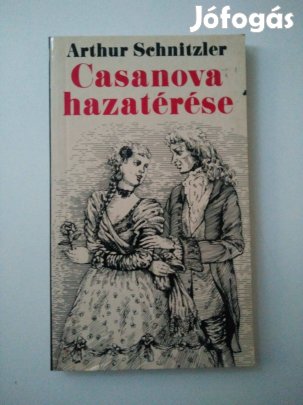 Jófogás
Arthur Schnitzler
Casanova
hazatérése